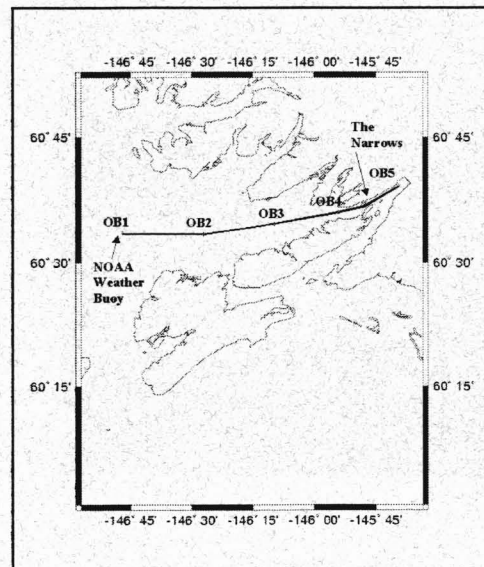 -146° 45' -146° 30' -146° 15' -146° 00' -145° 45'
60° 45' 60° 45'
The
Narrows
OB5
OB4
OB3
OB2
OB1
60° 30' 60° 30'
NOAA
Weather
Buoy
60° 15' 60° 15'
-146° 45' -146° 30' -146° 15' -146° 00' -145° 45'